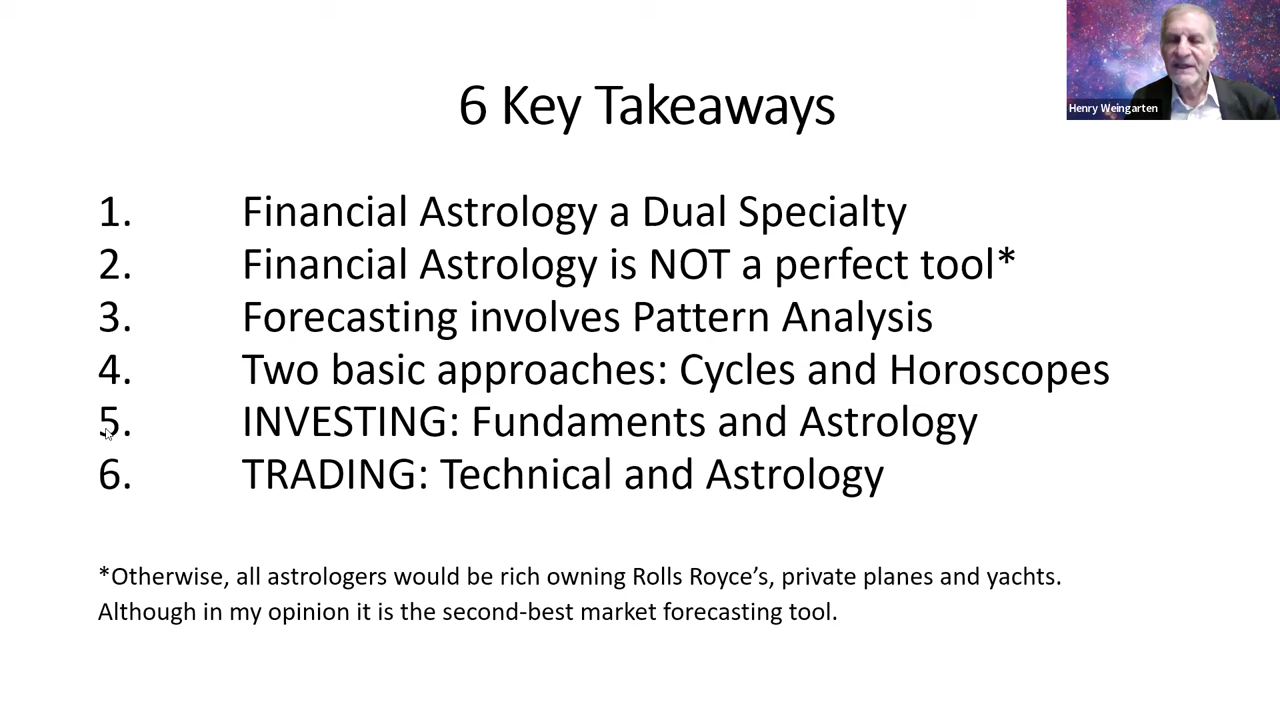 6 Key Takeaways
Henry Weingarten
1. Financial Astrology a Dual Specialty
2. Financial Astrology is NOT a perfect tool*
3. Forecasting involves Pattern Analysis
4. Two basic approaches: Cycles and Horoscopes
5. INVESTING: Fundaments and Astrology
6. TRADING: Technical and Astrology
*Otherwise, all astrologers would be rich owning Rolls Royce’s, private planes and yachts.
Although in my opinion it is the second-best market forecasting tool.